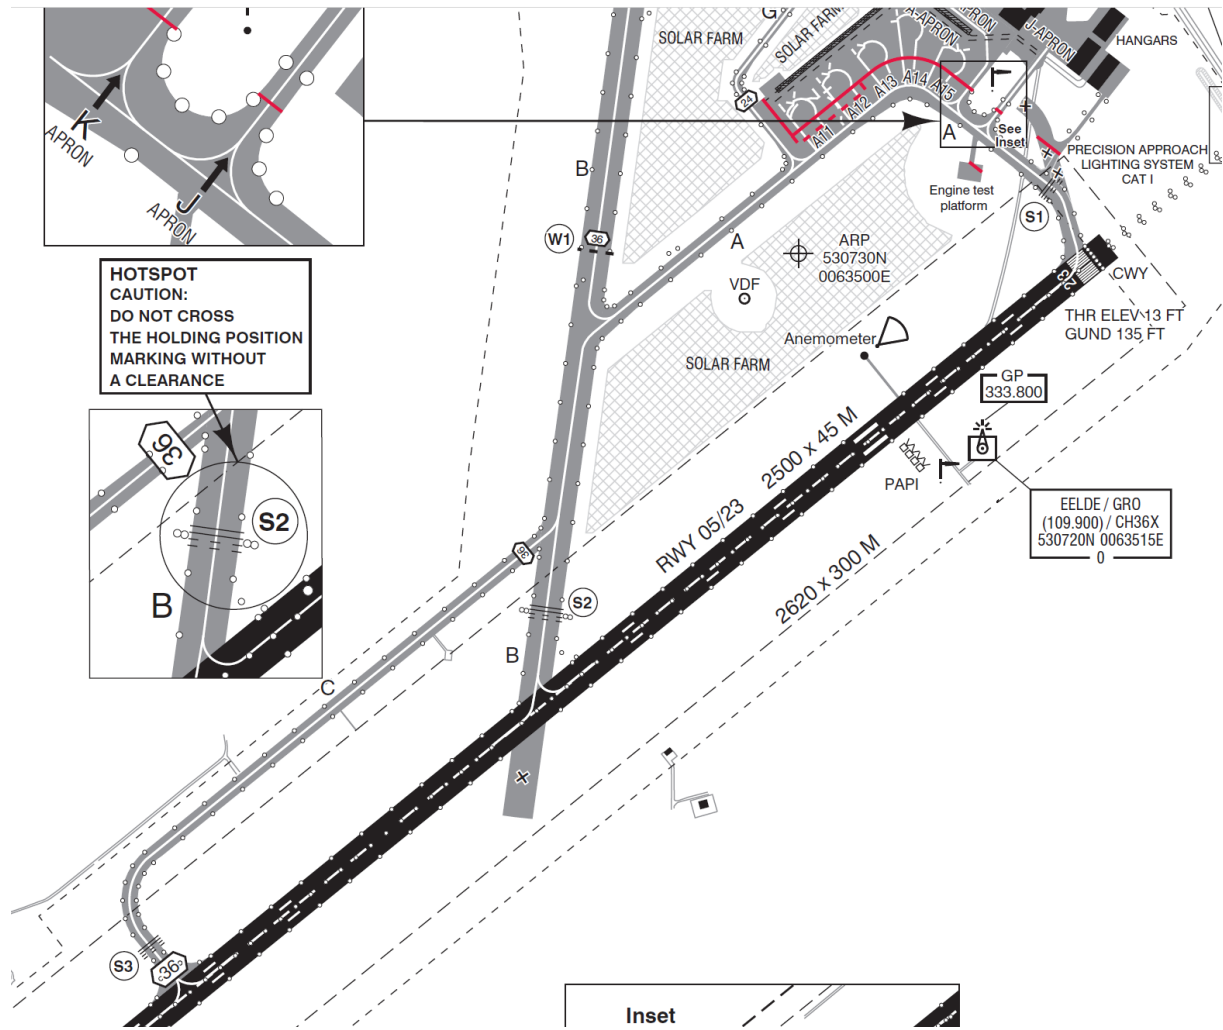 G
SOLAR FARM
SOLAR FARM
A-APRON
J-APRON
HANGARS
K
APRON
J
APRON
24
A11
A12
A13
A14
A15
A
See
Inset
PRECISION APPROACH
LIGHTING SYSTEM
CAT I
Engine test
platform
S1
B
W1
36
A
ARP
530730N
0063500E
VDF
23
CWY
THR ELEV 13 FT
GUND 135 FT
HOTSPOT
CAUTION:
DO NOT CROSS
THE HOLDING POSITION
MARKING WITHOUT
A CLEARANCE
Anemometer
SOLAR FARM
GP
333.800
36
S2
B
2500 x 45 M
RWY 05/23
PAPI
EELDE / GRO
(109.900) / CH36X
530720N 0063515E
0
36
S2
2620 x 300 M
B
C
S3
36
Inset